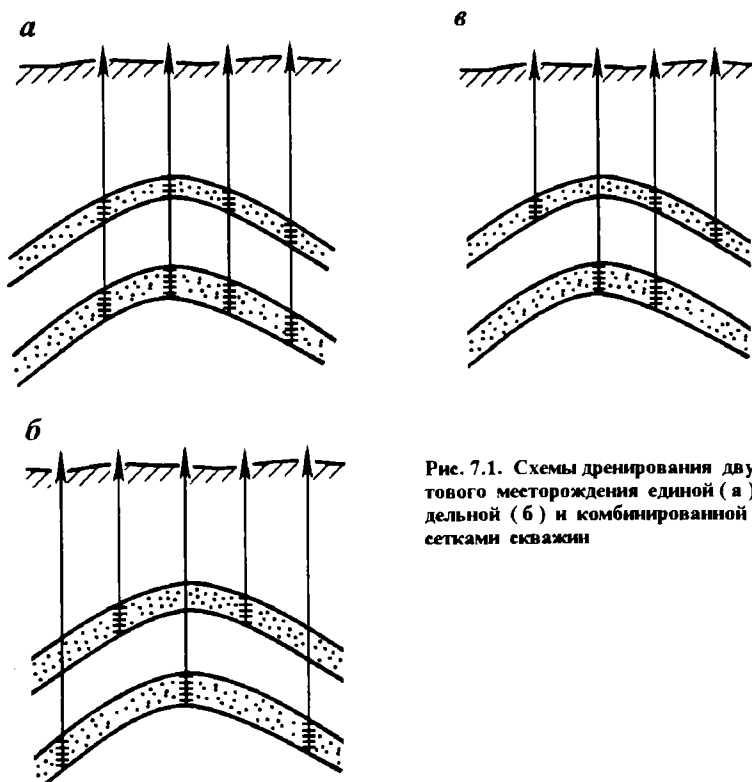 а
в
б
Рис. 7.1. Схемы дренирования дву
тового месторождения единой ( а )
дельной ( б ) и комбинированной
сетками скважин